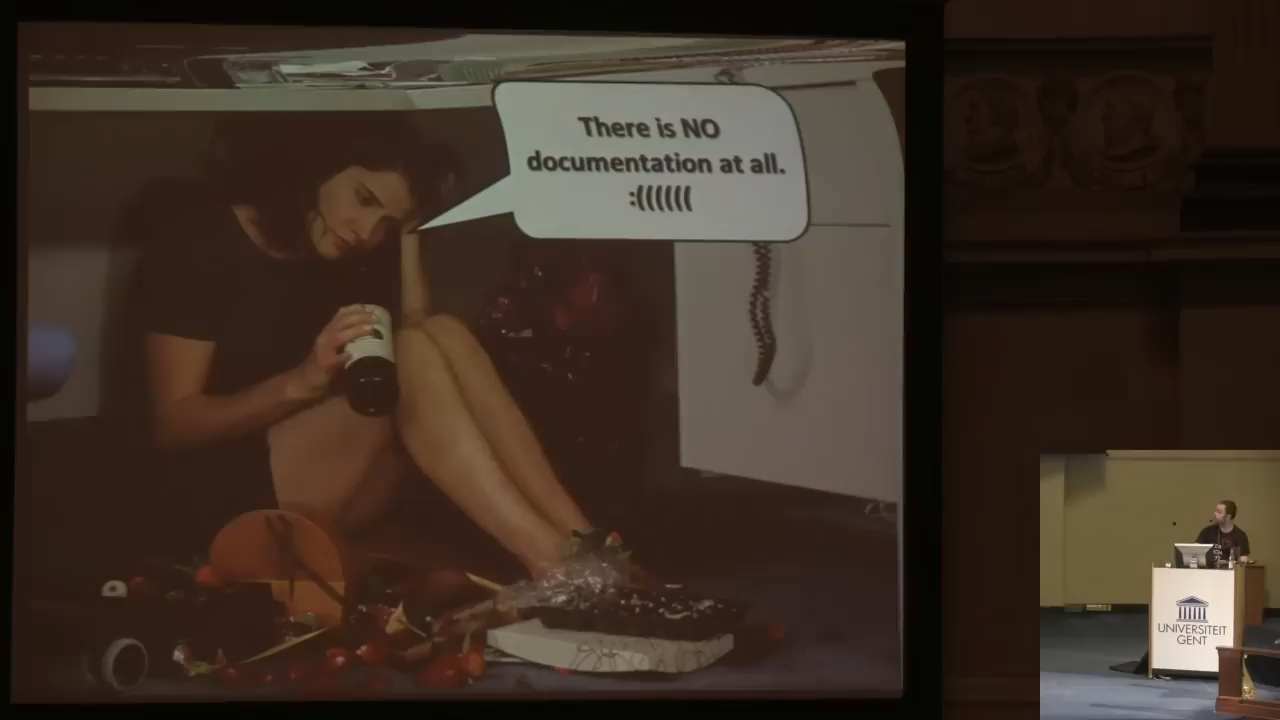 There is NO
documentation at all.
:((((((
UNIVERSITEIT
GENT